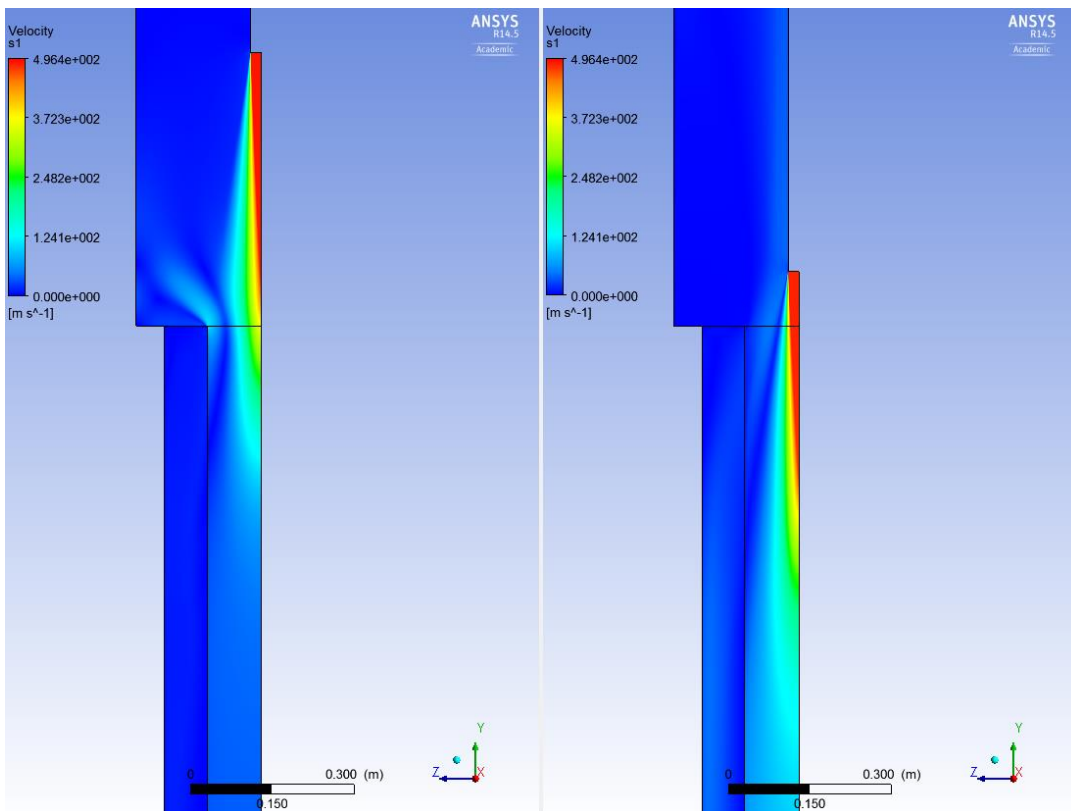 Velocity
s1
4.964e+002
3.723e+002
2.482e+002
1.241e+002
0.000e+000
[m s^-1]
ANSYS
R14.5
Academic
Y
Z
X
0
0.300 (m)
0.150
Velocity
s1
4.964e+002
3.723e+002
2.482e+002
1.241e+002
0.000e+000
[m s^-1]
ANSYS
R14.5
Academic
Y
Z
X
0
0.300 (m)
0.150